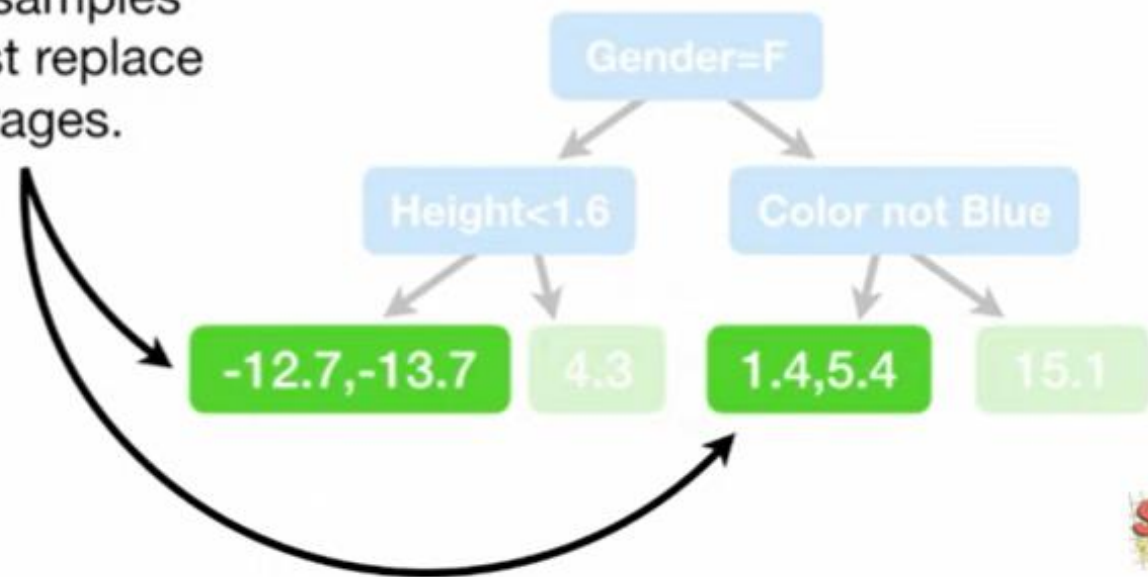 samples
st replace
ages.
Gender=F
Height<1.6
Color not Blue
-12.7,-13.7
4.3
1.4,5.4
15.1